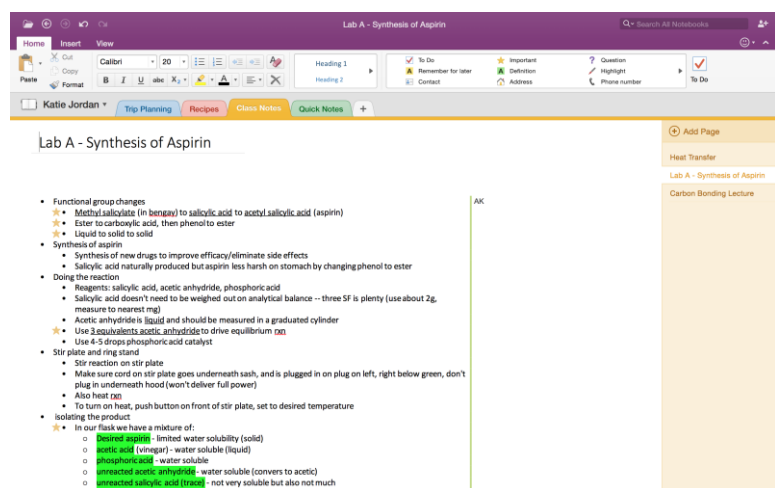 Lab A - Synthesis of Aspirin
Search All Notebooks
Home Insert View
Paste
Cut
Copy
Format
Calibri 20
B I U abc X₂ A
Heading 1
Heading 2
To Do
Remember for later
Contact
Important
Definition
Address
Question
Highlight
Phone number
To Do
Katie Jordan
Trip Planning
Recipes
Class Notes
Quick Notes
+
Add Page
Heat Transfer
Lab A - Synthesis of Aspirin
Carbon Bonding Lecture
Lab A - Synthesis of Aspirin
AK
• Functional group changes
• Methyl salicylate (in bengav) to salicylic acid to acetyl salicylic acid (aspirin)
• Ester to carboxylic acid, then phenol to ester
• Liquid to solid to solid
• Synthesis of aspirin
• Synthesis of new drugs to improve efficacy/eliminate side effects
• Salicylic acid naturally produced but aspirin less harsh on stomach by changing phenol to ester
• Doing the reaction
• Reagents: salicylic acid, acetic anhydride, phosphoric acid
• Salicylic acid doesn't need to be weighed out on analytical balance -- three SF is plenty (use about 2g,
measure to nearest mg)
• Acetic anhydride is liquid and should be measured in a graduated cylinder
• Use 3 equivalents acetic anhydride to drive equilibrium rxn
• Use 4-5 drops phosphoric acid catalyst
• Stir plate and ring stand
• Stir reaction on stir plate
• Make sure cord on stir plate goes underneath sash, and is plugged in on plug on left, right below green, don't
plug in underneath hood (won't deliver full power)
• Also heat rxn
• To turn on heat, push button on front of stir plate, set to desired temperature
• isolating the product
• In our flask we have a mixture of:
o Desired aspirin - limited water solubility (solid)
o acetic acid (vinegar) - water soluble (liquid)
o phosphoric acid - water soluble
o unreacted acetic anhydride - water soluble (convers to acetic)
o unreacted salicylic acid (trace) - not very soluble but also not much